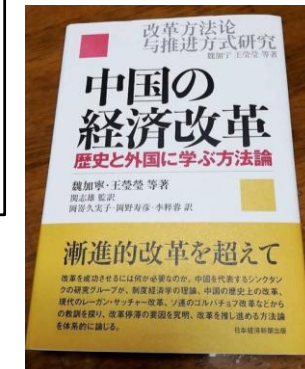 改革方法论
与推进方式研究
魏加宁 王莹莹 等著
中国の
経済改革
歴史と外国に学ぶ方法論
魏加寧・王瑩瑩 等著
関志雄 監訳
岡嵜久実子・岡野寿彦・李粹蓉 訳
漸進的改革を超えて
改革を成功させるには何が必要なのか。中国を代表するシンクタン
クの研究グループが、制度経済学の理論、中国の歴史上の改革、
現代のレーガン・サッチャー改革、ソ連のゴルバチョフ改革などから
の教訓を探り、改革停滞の要因を究明、改革を推し進める方法論
を体系的に論じる。
日本経済新聞出版